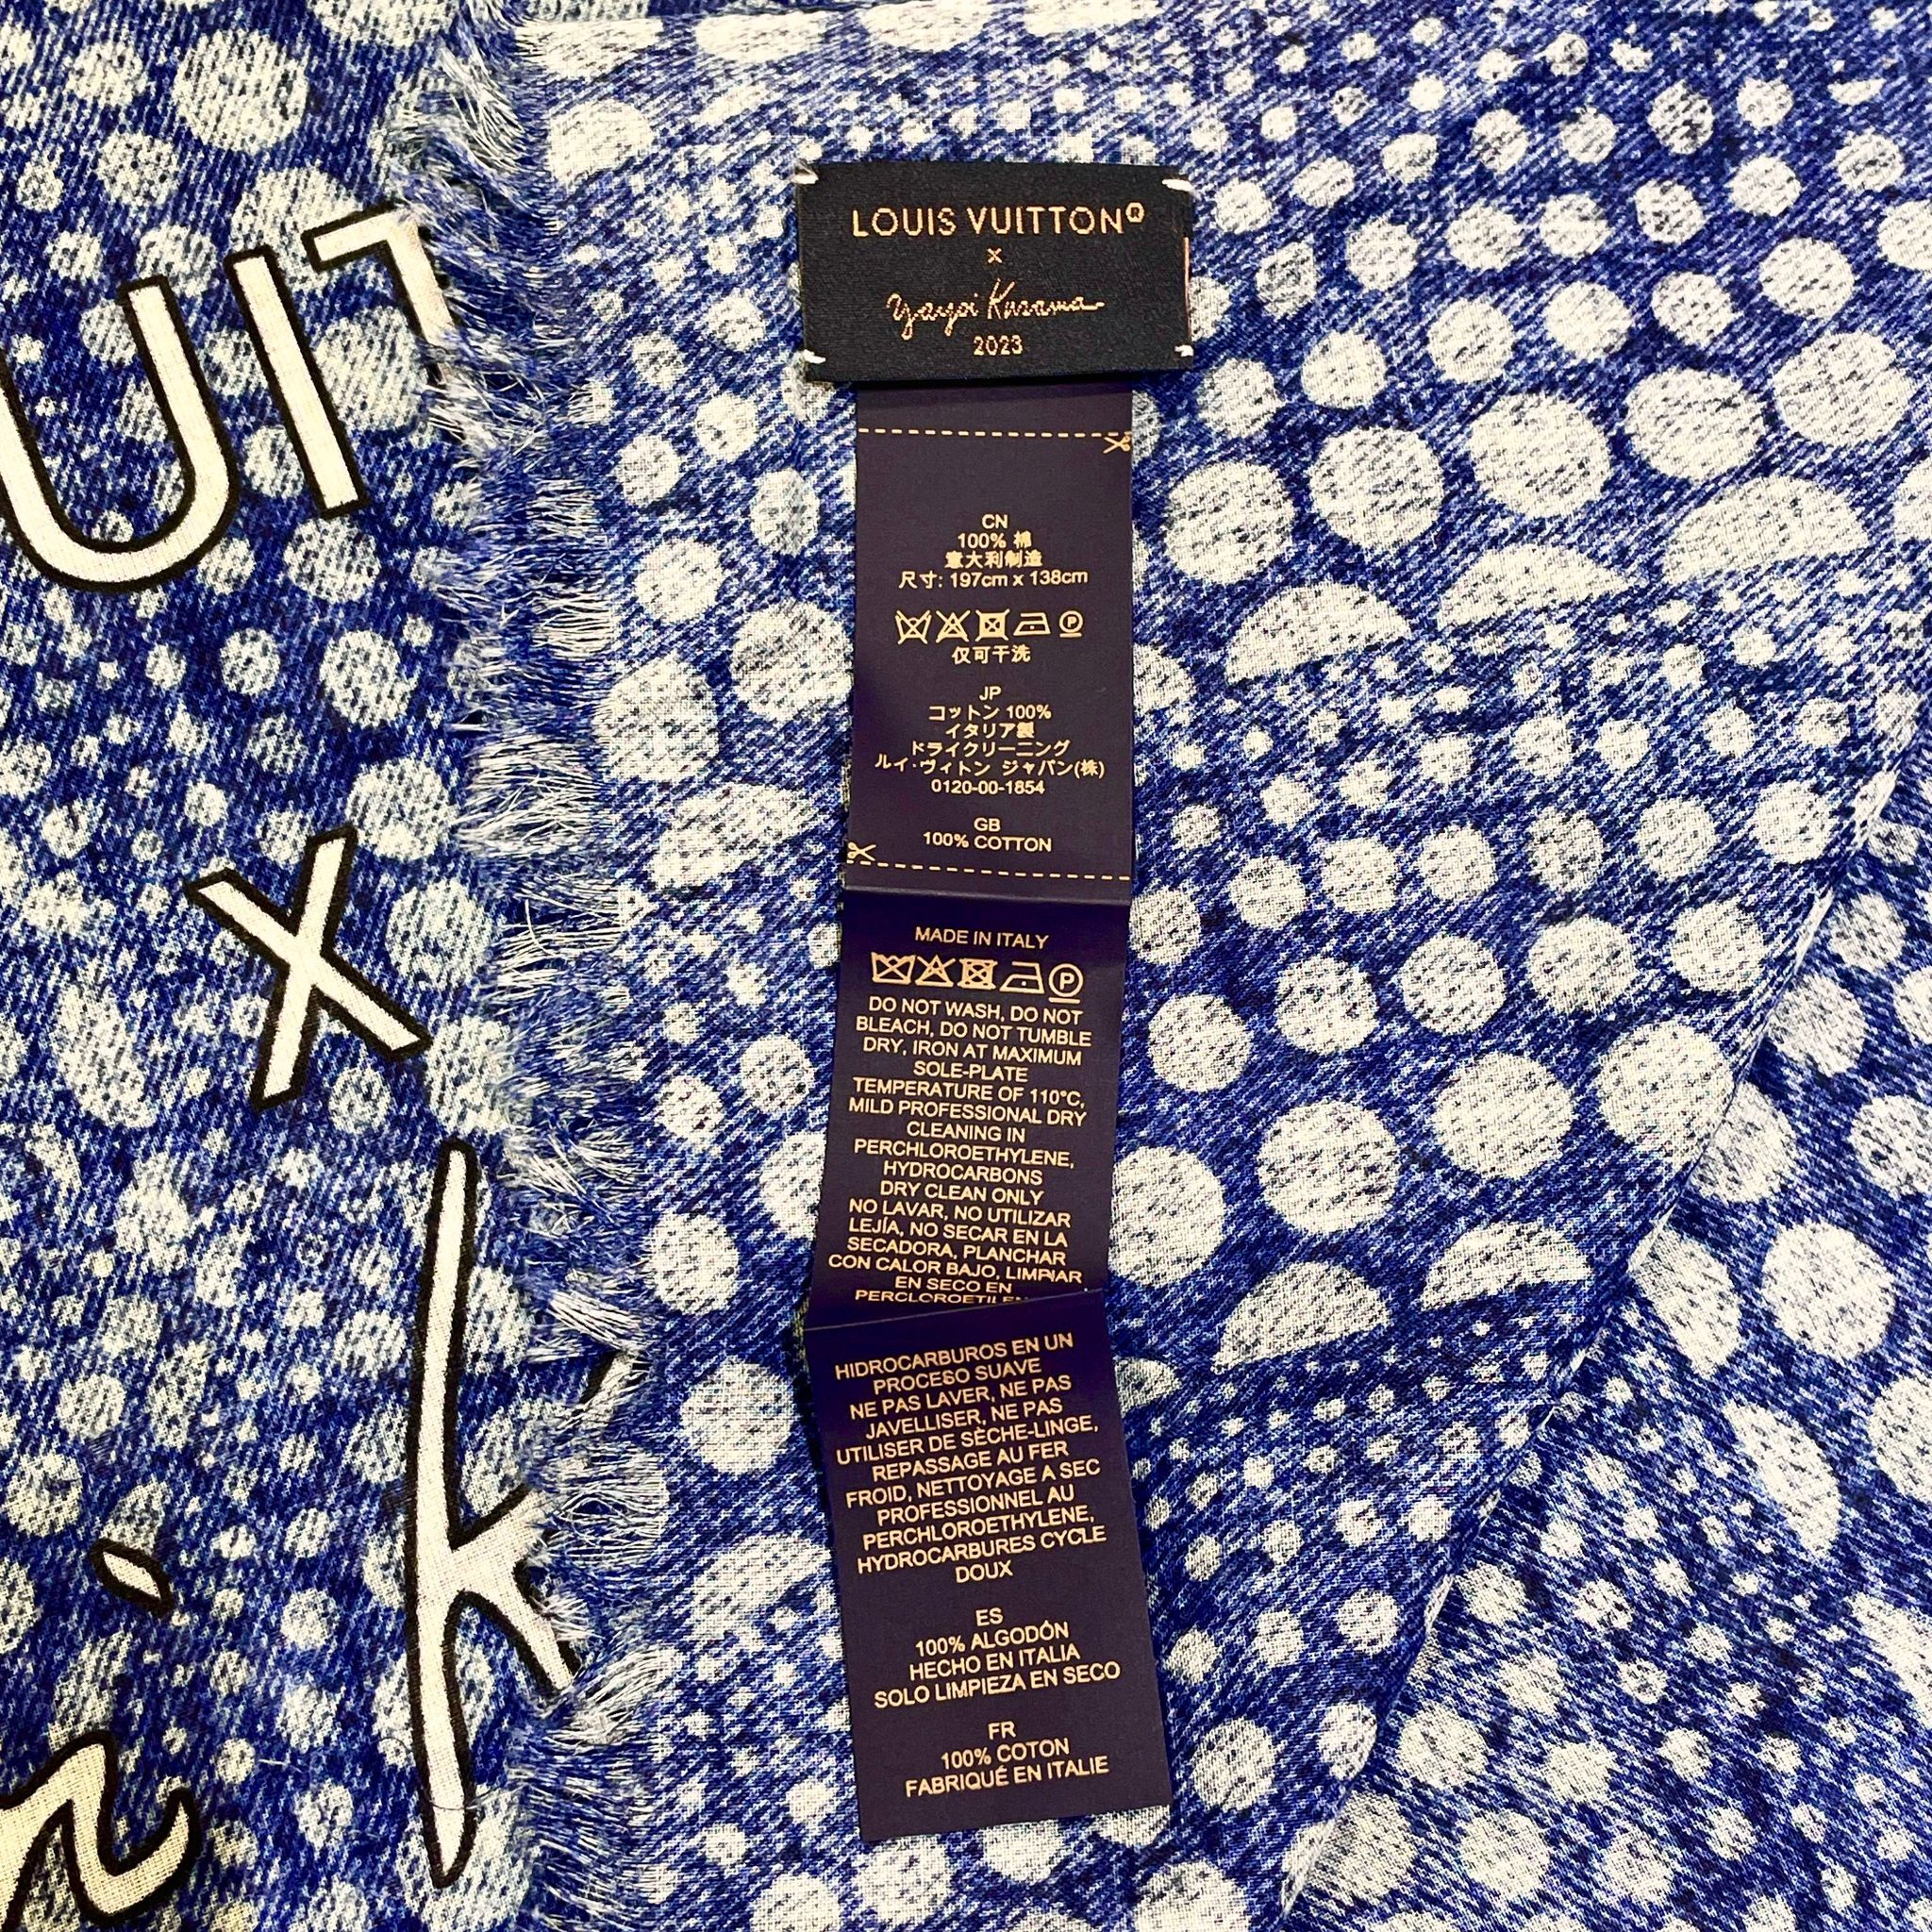 LOUIS VUITTON®
x
Yayoi Kusama
2023
CN
100% 棉
意大利制造
尺寸: 197cm x 138cm
仅可干洗
JP
コットン 100%
イタリア製
ドライクリーニング
ルイ・ヴィトン ジャパン(株)
0120-00-1854
GB
100% COTTON
MADE IN ITALY
DO NOT WASH, DO NOT
BLEACH, DO NOT TUMBLE
DRY, IRON AT MAXIMUM
SOLE-PLATE
TEMPERATURE OF 110°C,
MILD PROFESSIONAL DRY
CLEANING IN
PERCHLOROETHYLENE,
HYDROCARBONS
DRY CLEAN ONLY
NO LAVAR, NO UTILIZAR
LEJÍA, NO SECAR EN LA
SECADORA, PLANCHAR
CON CALOR BAJO, LIMPIAR
EN SECO EN
HIDROCARBUROS EN UN
PROCESO SUAVE
NE PAS LAVER, NE PAS
JAVELLISER, NE PAS
UTILISER DE SÈCHE-LINGE,
REPASSAGE AU FER
FROID, NETTOYAGE A SEC
PROFESSIONNEL AU
PERCHLOROETHYLENE,
HYDROCARBURES CYCLE
DOUX
ES
100% ALGODÓN
HECHO EN ITALIA
SOLO LIMPIEZA EN SECO
FR
100% COTON
FABRIQUÉ EN ITALIE
UIT
x
K